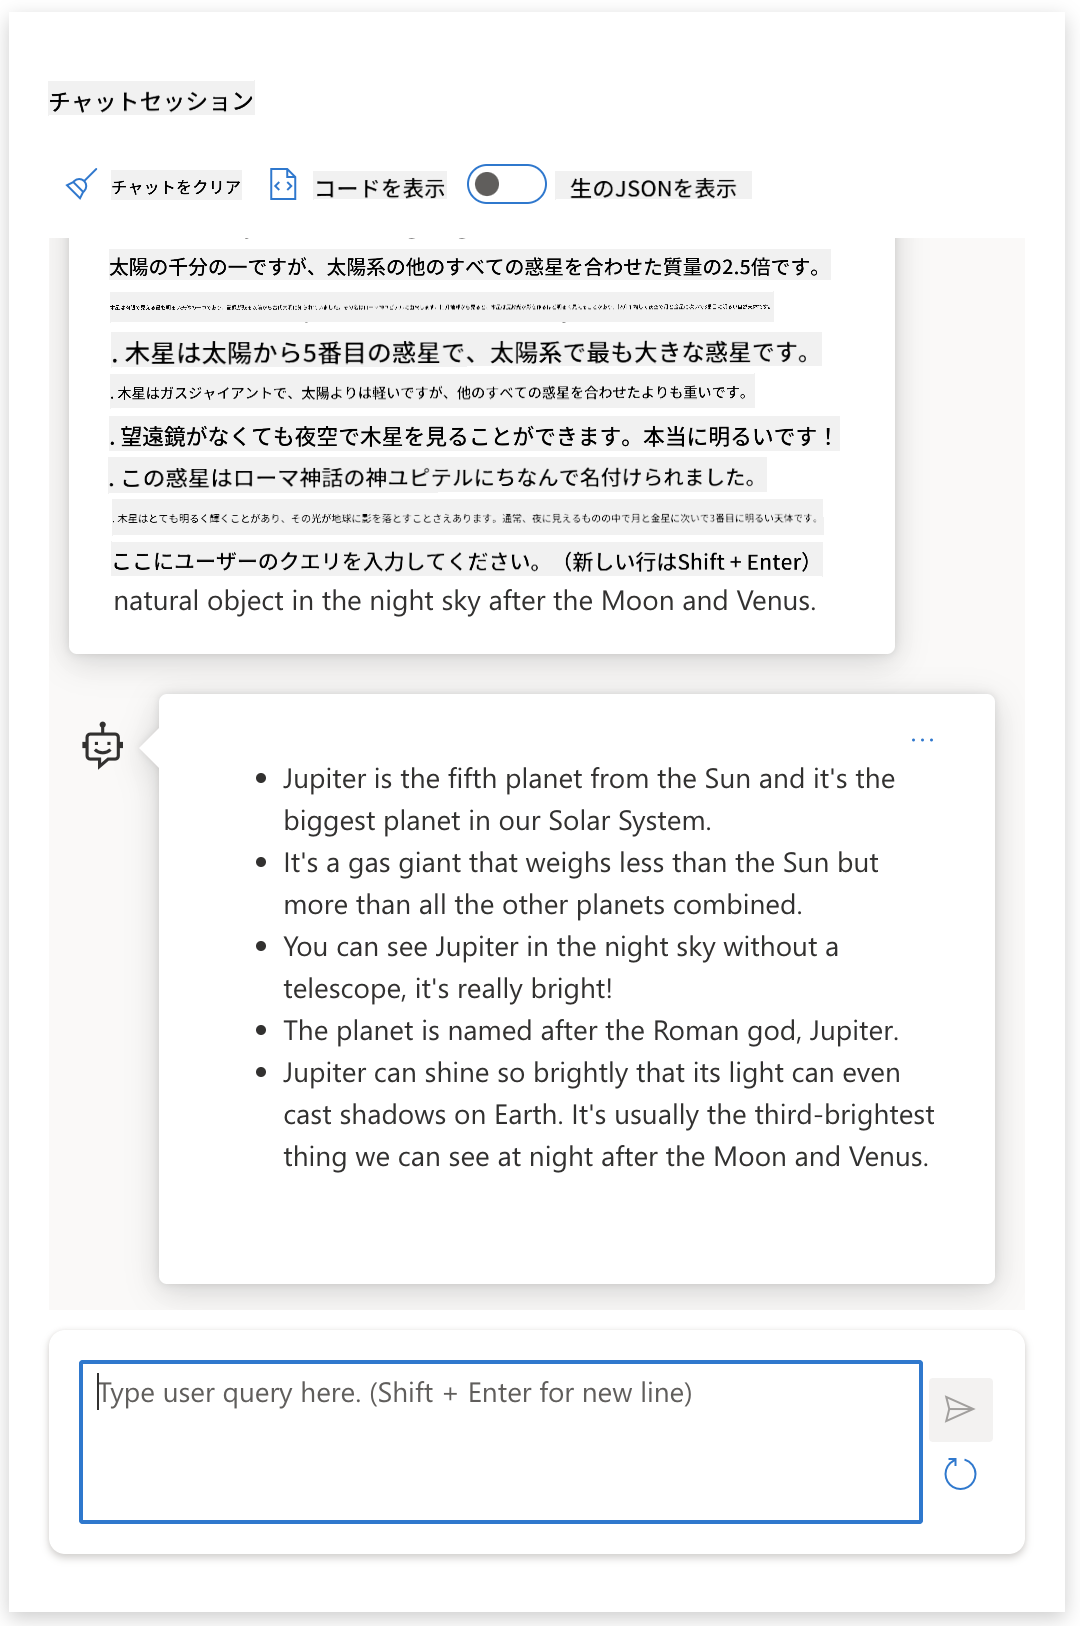 チャットセッション
チャットをクリア コードを表示 生のJSONを表示
太陽の千分の一ですが、太陽系の他のすべての惑星を合わせた質量の2.5倍です。
. 木星は太陽から5番目の惑星で、太陽系で最も大きな惑星です。
. 木星はガスジャイアントで、太陽よりは軽いですが、他のすべての惑星を合わせたよりも重いです。
. 望遠鏡がなくても夜空で木星を見ることができます。本当に明るいです！
. この惑星はローマ神話の神ユピテルにちなんで名付けられました。
. 木星はとても明るく輝くことがあり、その光が地球に影を落とすことさえあります。通常、夜に見えるものの中で月と金星に次いで3番目に明るい天体です。
ここにユーザーのクエリを入力してください。（新しい行はShift + Enter）
natural object in the night sky after the Moon and Venus.
• Jupiter is the fifth planet from the Sun and it's the
biggest planet in our Solar System.
• It's a gas giant that weighs less than the Sun but
more than all the other planets combined.
• You can see Jupiter in the night sky without a
telescope, it's really bright!
• The planet is named after the Roman god, Jupiter.
• Jupiter can shine so brightly that its light can even
cast shadows on Earth. It's usually the third-brightest
thing we can see at night after the Moon and Venus.
Type user query here. (Shift + Enter for new line)